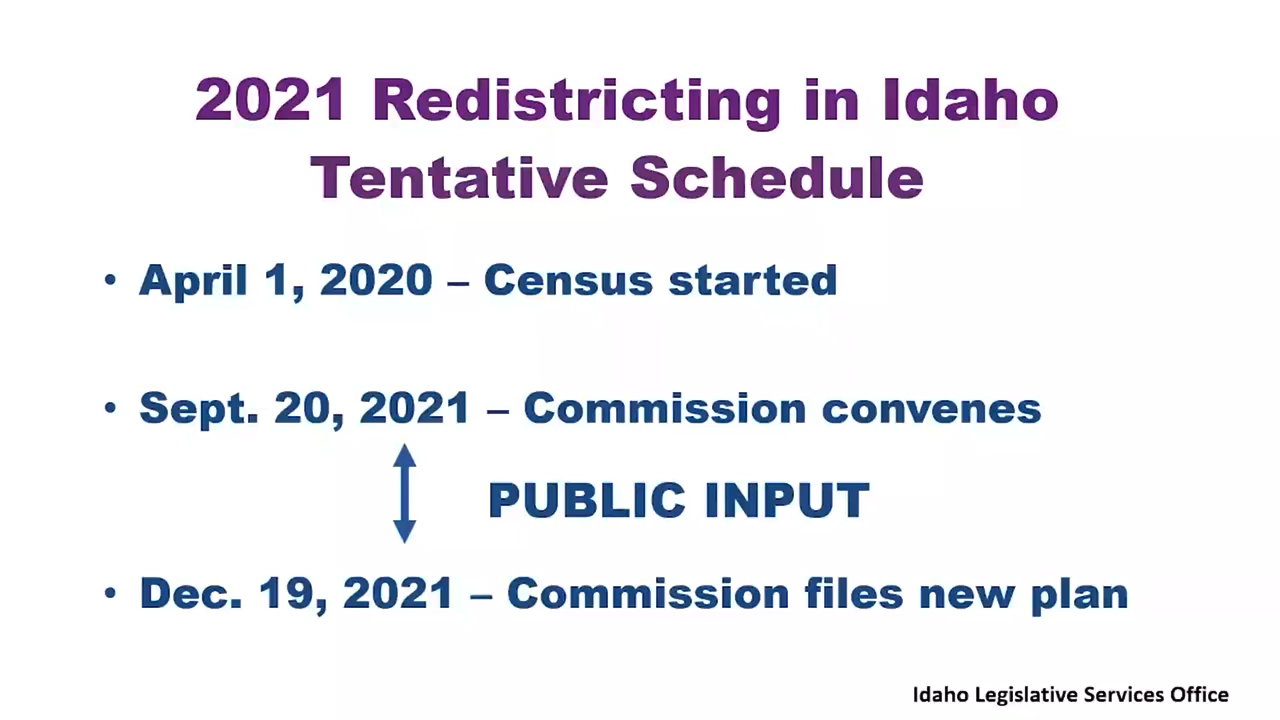 2021 Redistricting in Idaho
Tentative Schedule
• April 1, 2020 – Census started
• Sept. 20, 2021 – Commission convenes
PUBLIC INPUT
• Dec. 19, 2021 – Commission files new plan
Idaho Legislative Services Office